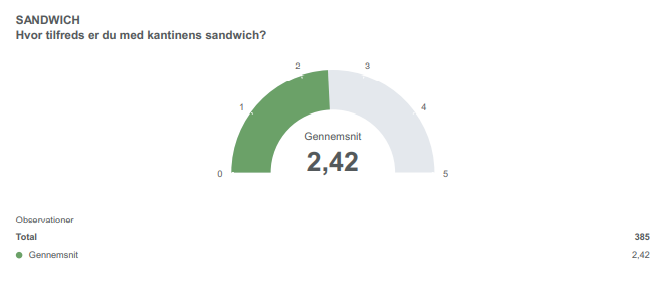 SANDWICH
Hvor tilfreds er du med kantinens sandwich?
2
3
1
4
Gennemsnit
2,42
0
5
Observationer
Total 385
Gennemsnit 2,42